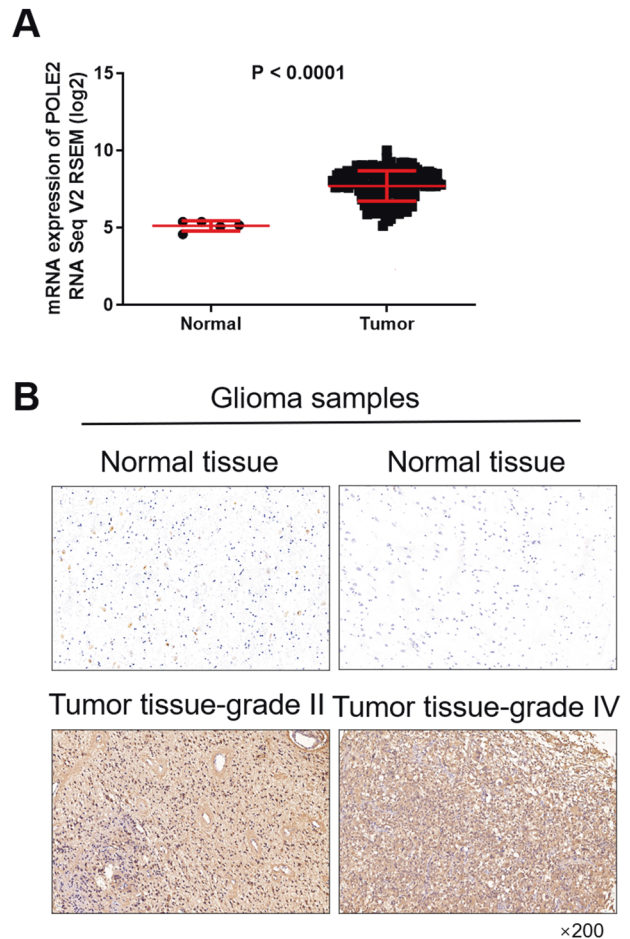 A
mRNA expression of POLE2
RNA Seq V2 RSEM (log2)
P < 0.0001
15
10
5
0
Normal
Tumor
B
Glioma samples
Normal tissue
Normal tissue
Tumor tissue-grade II
Tumor tissue-grade IV
×200